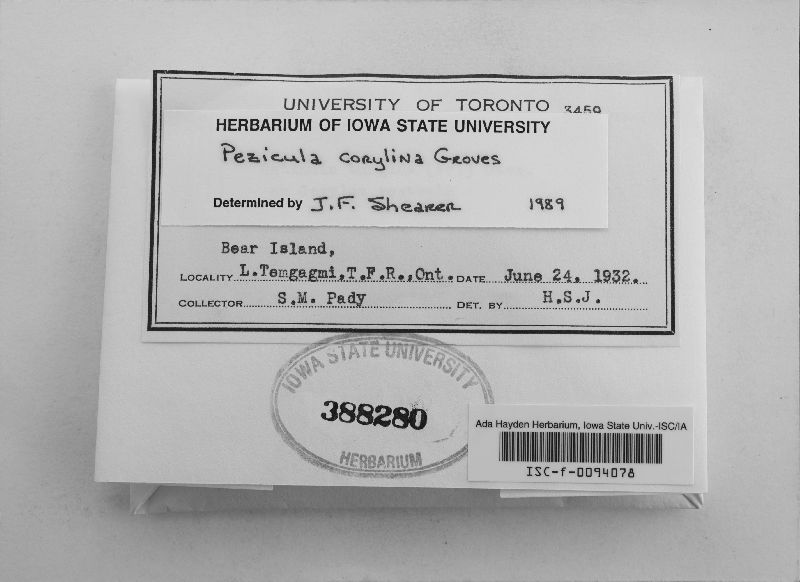 UNIVERSITY OF TORONTO 3459
HERBARIUM OF IOWA STATE UNIVERSITY
Pezicula corylina Groves
Determined by J.F. Shearer 1989
Bear Island,
LOCALITY L.Temgagmi,T.F.R.,Ont. DATE June 24, 1932.
COLLECTOR S.M. Pady DET. BY H.S.J.
IOWA STATE UNIVERSITY
388280
HERBARIUM
Ada Hayden Herbarium, Iowa State Univ.-ISC/IA
ISC-f-0094078